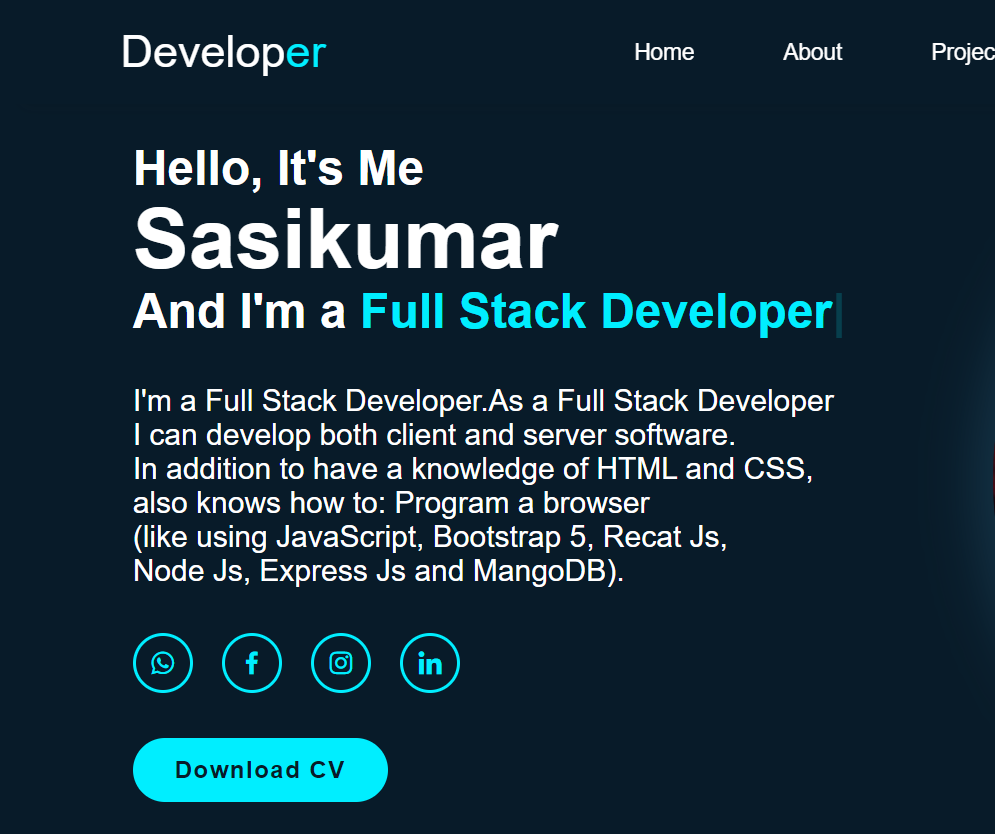 Developer
Home About Projec
Hello, It's Me
Sasikumar
And I'm a Full Stack Developer
I'm a Full Stack Developer.As a Full Stack Developer
I can develop both client and server software.
In addition to have a knowledge of HTML and CSS,
also knows how to: Program a browser
(like using JavaScript, Bootstrap 5, Recat Js,
Node Js, Express Js and MangoDB).
Download CV